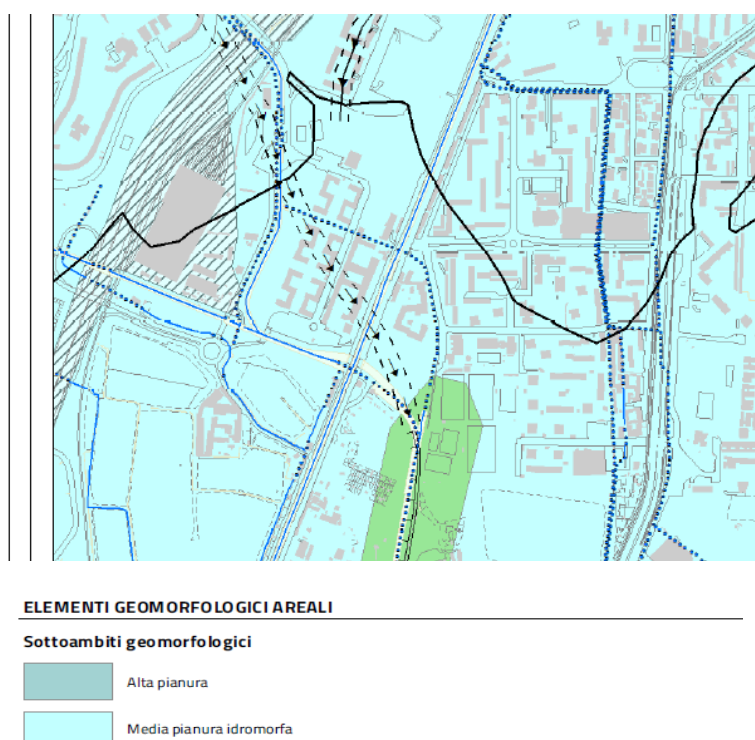 ELEMENTI GEOMORFOLOGICI AREALI
Sottoambiti geomorfologici
Alta pianura
Media pianura idromorfa